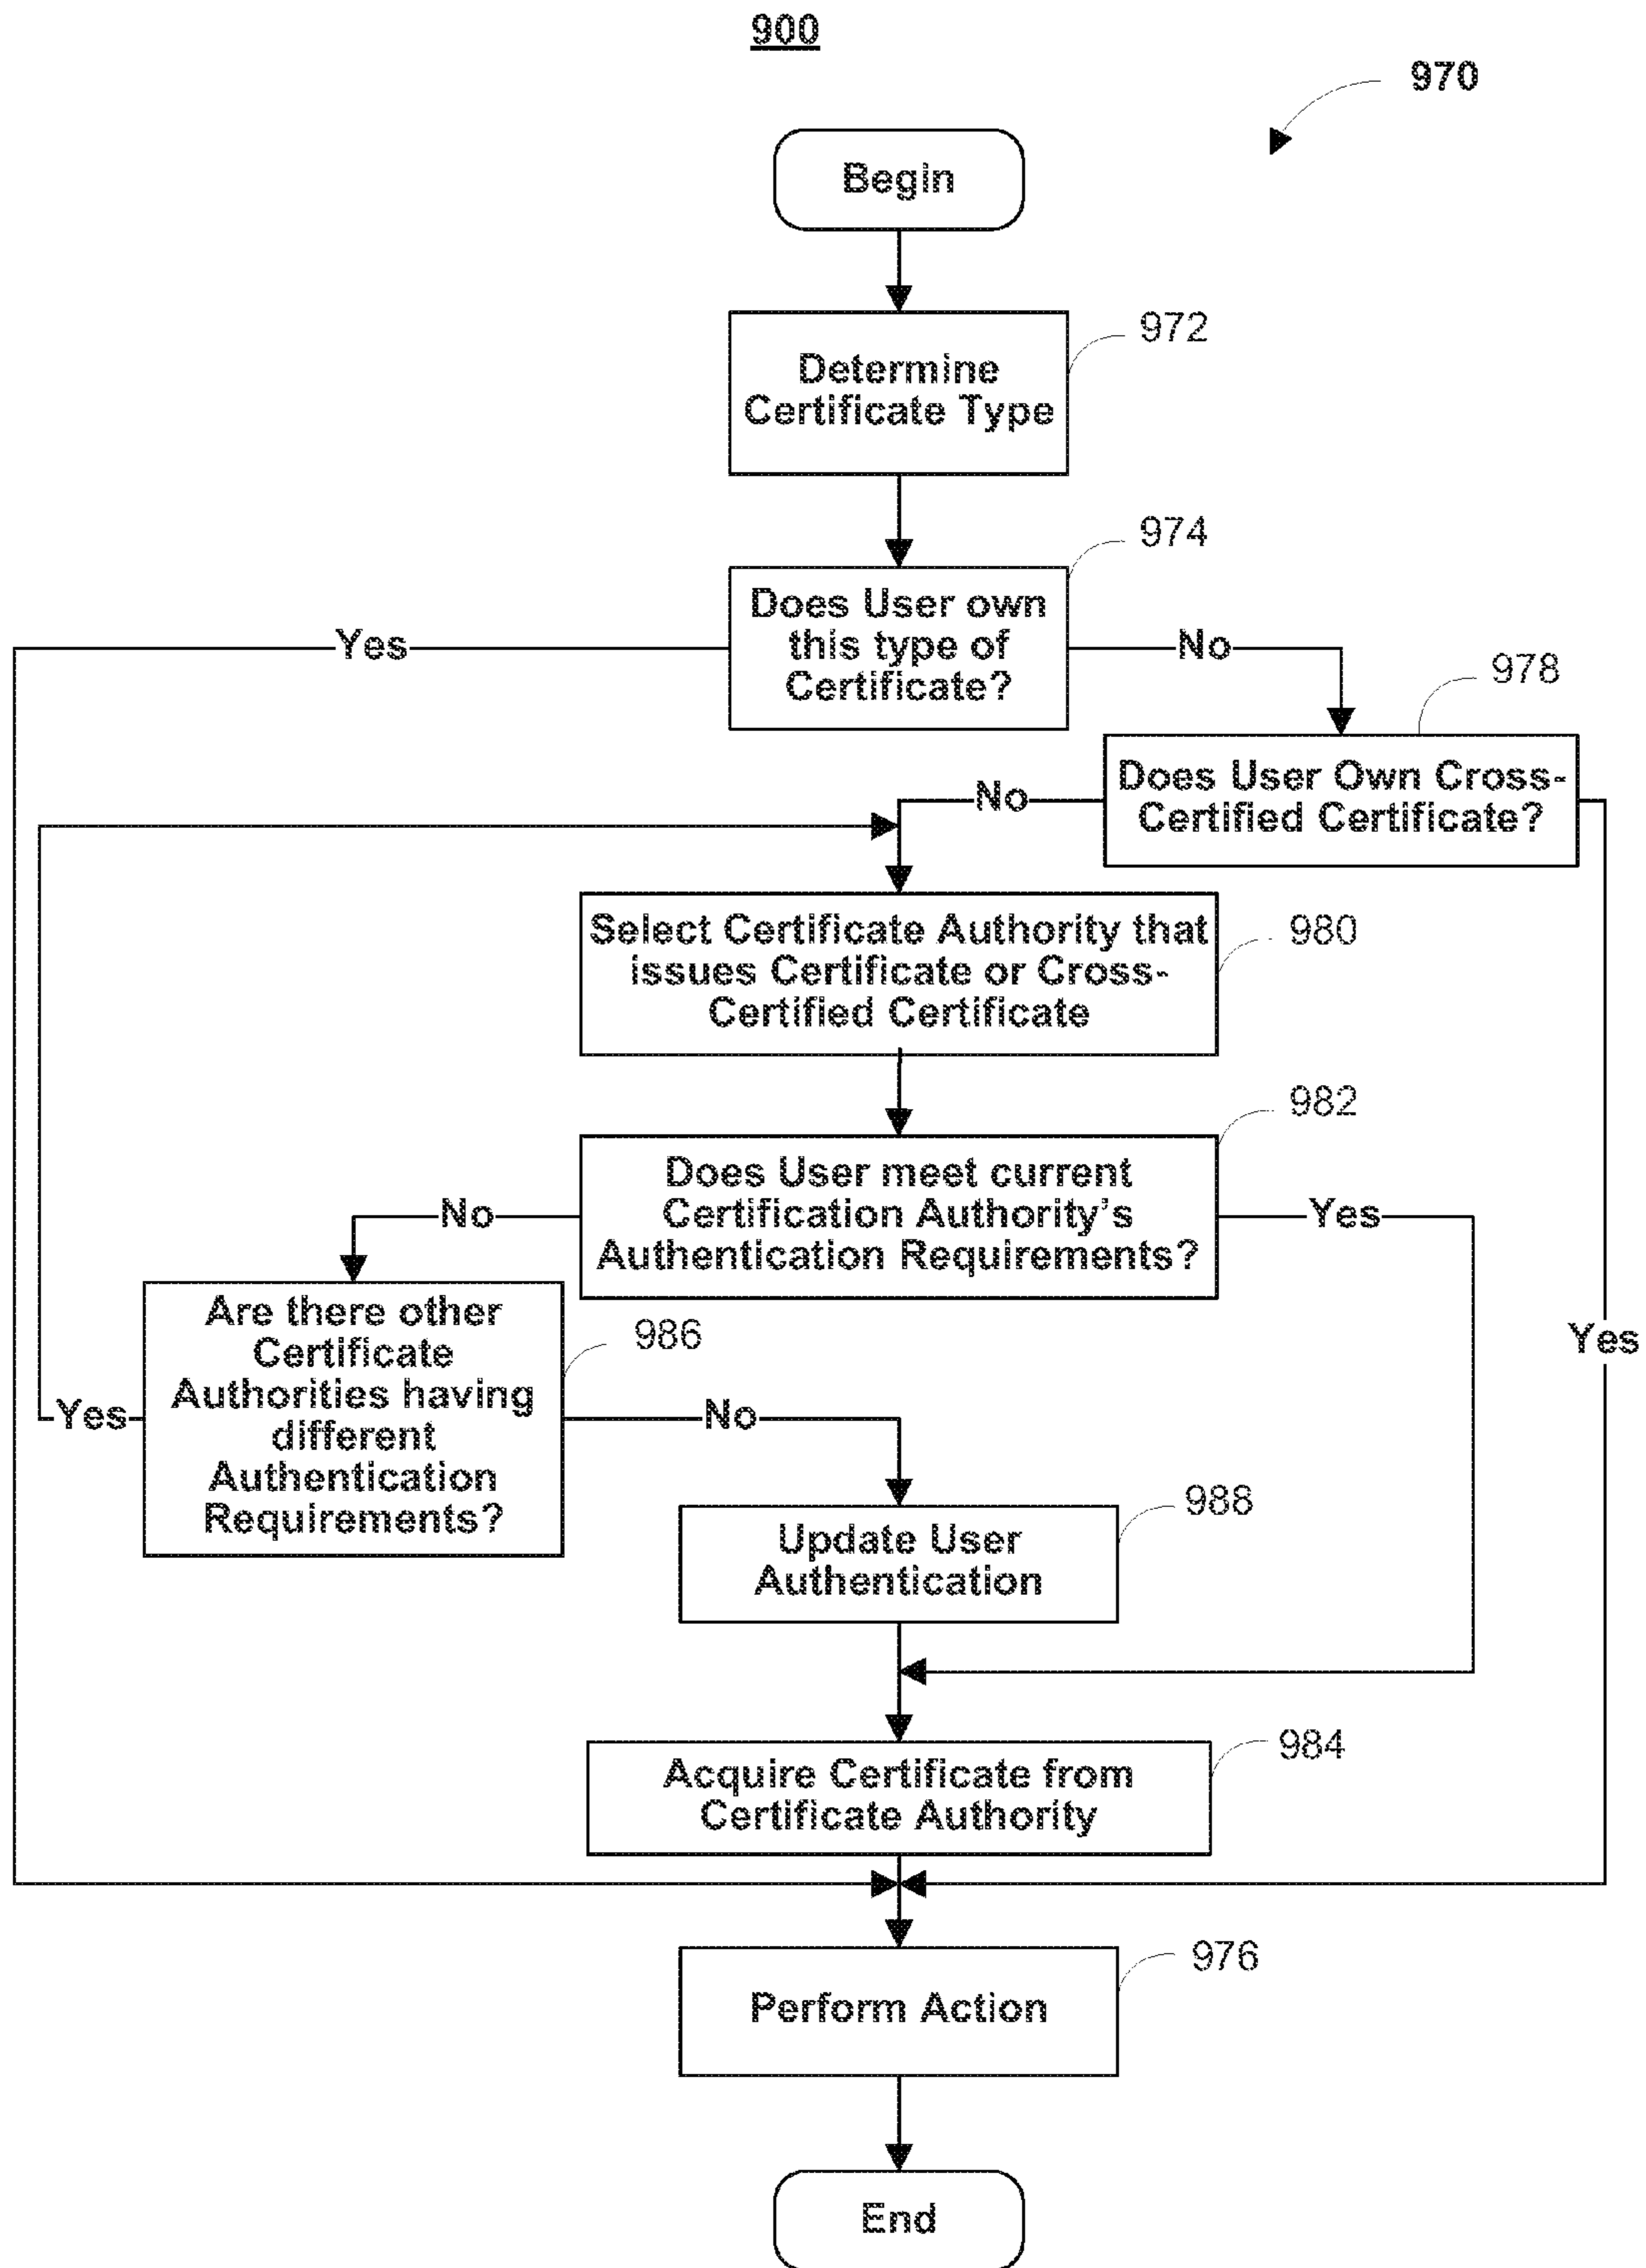 900
970
Begin
972
Determine
Certificate Type
974
Does User own
this type of
Certificate?
Yes
No
978
Does User Own Cross-
Certified Certificate?
No
Yes
Select Certificate Authority that
issues Certificate or Cross-
Certified Certificate
980
982
Does User meet current
Certification Authority's
Authentication Requirements?
No
Yes
Are there other
Certificate
Authorities having
different
Authentication
Requirements?
986
Yes
No
988
Update User
Authentication
984
Acquire Certificate from
Certificate Authority
976
Perform Action
End